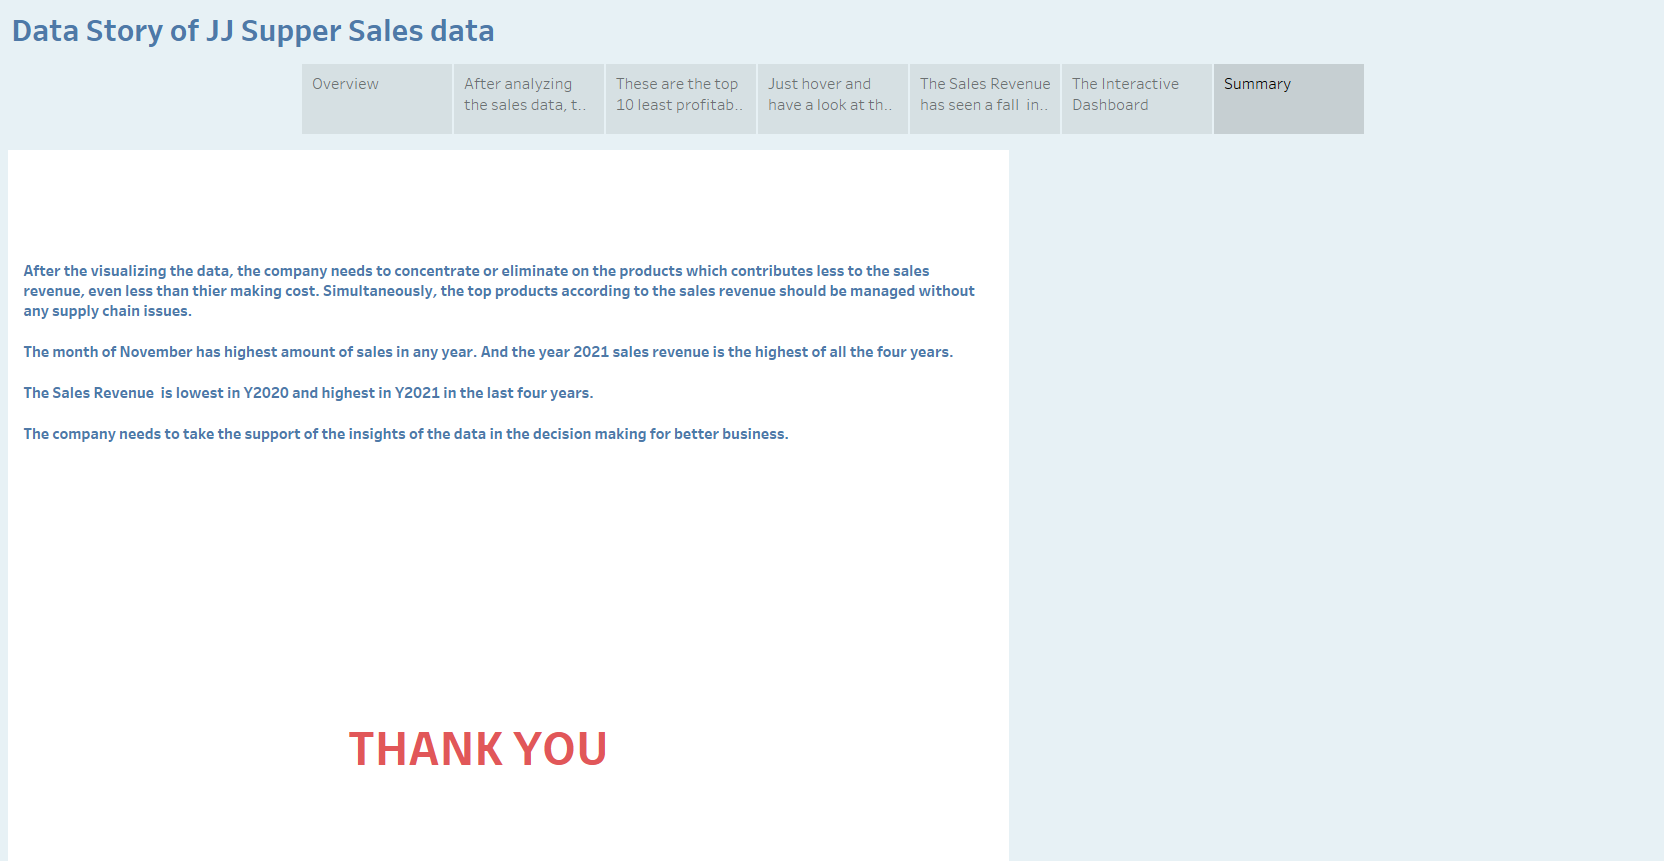 Data Story of JJ Supper Sales data
Overview
After analyzing
the sales data, t..
These are the top
10 least profitab..
Just hover and
have a look at th..
The Sales Revenue
has seen a fall  in..
The Interactive
Dashboard
Summary
After the visualizing the data, the company needs to concentrate or eliminate on the products which contributes less to the sales
revenue, even less than thier making cost. Simultaneously, the top products according to the sales revenue should be managed without
any supply chain issues.
The month of November has highest amount of sales in any year. And the year 2021 sales revenue is the highest of all the four years.
The Sales Revenue  is lowest in Y2020 and highest in Y2021 in the last four years.
The company needs to take the support of the insights of the data in the decision making for better business.
THANK YOU